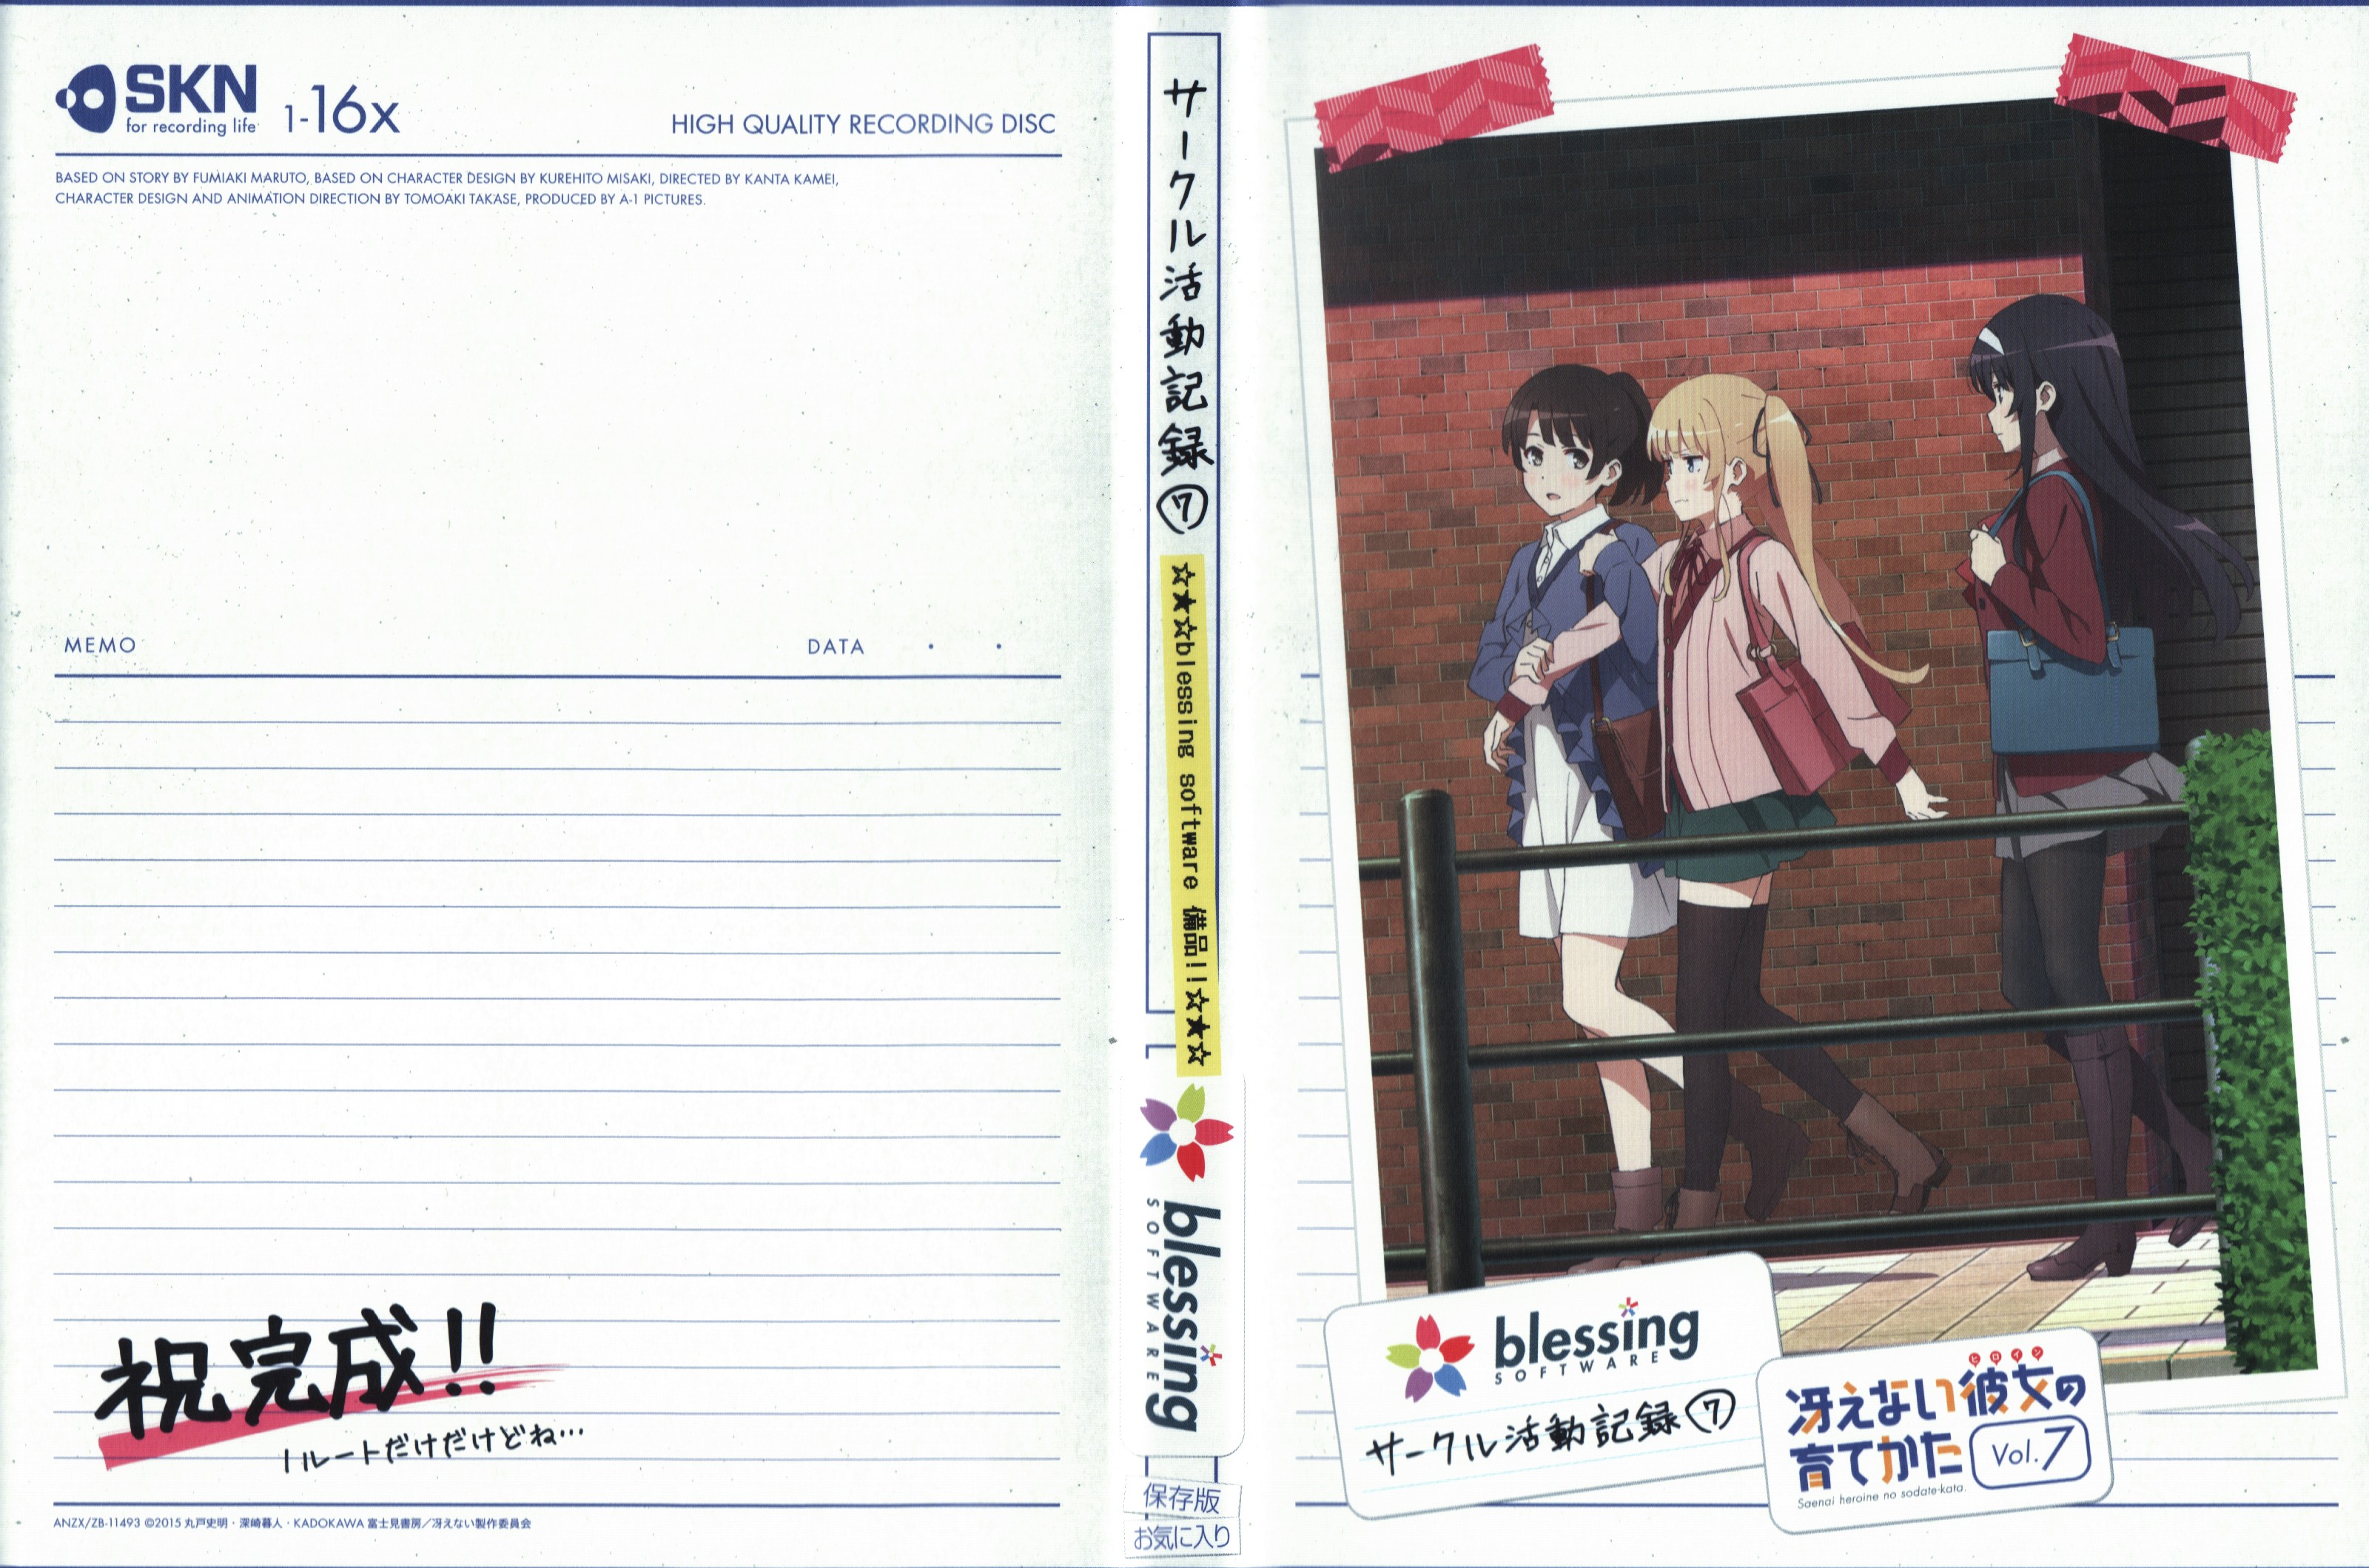 SKN
for recording life
1-16x
HIGH QUALITY RECORDING DISC
BASED ON STORY BY FUMIAKI MARUTO, BASED ON CHARACTER DESIGN BY KUREHITO MISAKI, DIRECTED BY KANTA KAMEI,
CHARACTER DESIGN AND ANIMATION DIRECTION BY TOMOAKI TAKASE, PRODUCED BY A-1 PICTURES.
MEMO
DATA . .
祝完成!!
1ルートだけだけどね…
ANZX/ZB-11493 ©2015 丸戸史明・深崎暮人・KADOKAWA 富士見書房/冴えない製作委員会
サークル活動記録⑦
☆★☆blessing software 備品!!☆★☆
blessing
SOFTWARE
保存版
お気に入り
blessing
SOFTWARE
サークル活動記録⑦
ヒロイン
冴えない彼女の
育てかた Vol.7
Saenai heroine no sodate-kata.